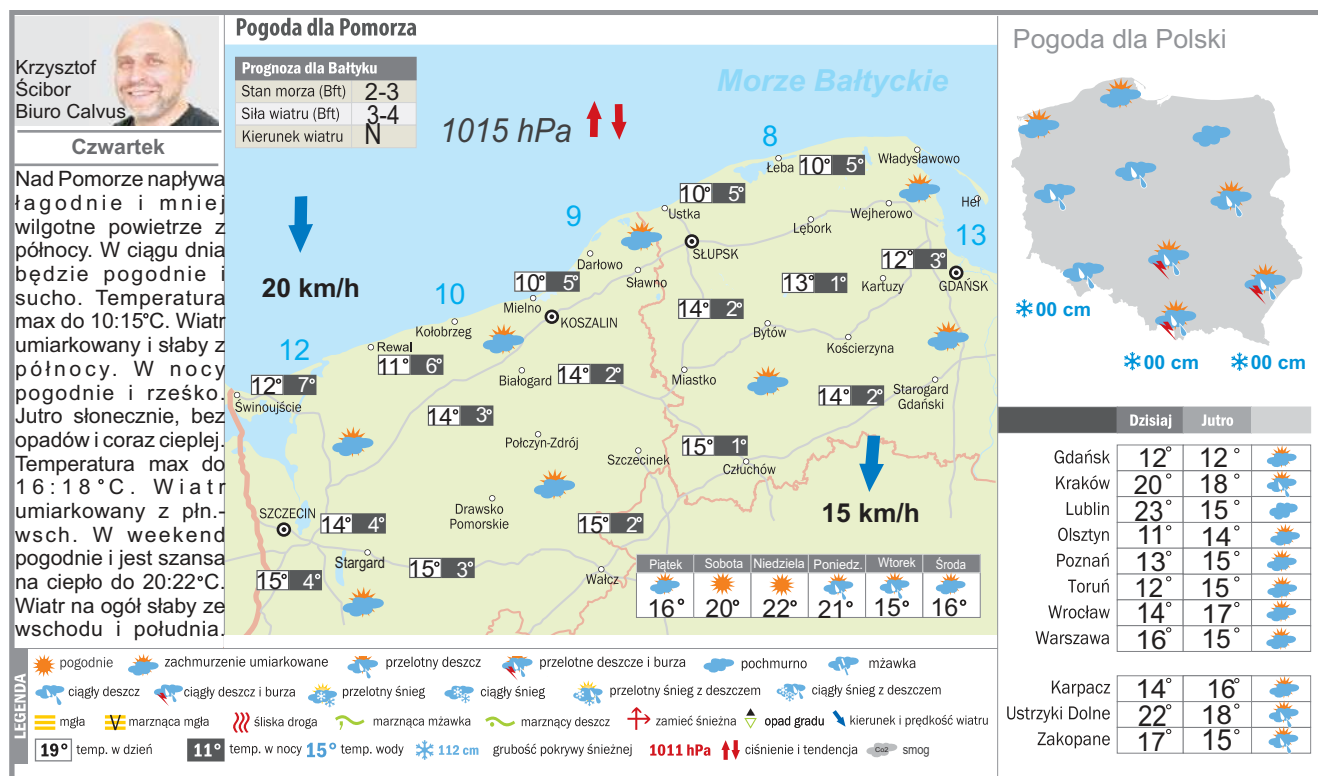 Krzysztof
Ścibor
Biuro Calvus
Czwartek
Nad Pomorze napływa
łagodnie i mniej
wilgotne powietrze z
północy. W ciągu dnia
będzie pogodnie i
sucho. Temperatura
max do 10:15°C. Wiatr
umiarkowany i słaby z
północy. W nocy
pogodnie i rześko.
Jutro słonecznie, bez
opadów i coraz cieplej.
Temperatura max do
16:18°C. Wiatr
umiarkowany z płn.-
wsch. W weekend
pogodnie i jest szansa
na ciepło do 20:22°C.
Wiatr na ogół słaby ze
wschodu i południa.
Pogoda dla Pomorza
Prognoza dla Bałtyku
Stan morza (Bft) 2-3
Siła wiatru (Bft) 3-4
Kierunek wiatru N
Morze Bałtyckie
1015 hPa
8
Łeba 10° 5°
Władysławowo
Hel
10° 5°
Ustka
Wejherowo
Lębork
9
13
SŁUPSK
12° 3°
GDAŃSK
Darłowo
Sławno
13° 1°
Kartuzy
20 km/h
10° 5°
Mielno
KOSZALIN
10
Kołobrzeg
14° 2°
Bytów
Kościerzyna
12
Rewal
11° 6°
Białogard
14° 2°
Miastko
12° 7°
Świnoujście
14° 2°
Starogard
Gdański
14° 3°
Połczyn-Zdrój
Szczecinek
15° 1°
Człuchów
15 km/h
SZCZECIN
14° 4°
Drawsko
Pomorskie
15° 2°
Stargard
15° 3°
15° 4°
Wałcz
Piątek Sobota Niedziela Poniedz. Wtorek Środa
16° 20° 22° 21° 15° 16°
Pogoda dla Polski
00 cm
00 cm 00 cm
Dzisiaj Jutro
Gdańsk 12° 12°
Kraków 20° 18°
Lublin 23° 15°
Olsztyn 11° 14°
Poznań 13° 15°
Toruń 12° 15°
Wrocław 14° 17°
Warszawa 16° 15°
Karpacz 14° 16°
Ustrzyki Dolne 22° 18°
Zakopane 17° 15°
LEGENDA
pogodnie zachmurzenie umiarkowane przelotny deszcz przelotne deszcze i burza pochmurno mżawka
ciągły deszcz ciągły deszcz i burza przelotny śnieg ciągły śnieg przelotny śnieg z deszczem ciągły śnieg z deszczem
mgła marznąca mgła śliska droga marznąca mżawka marznący deszcz zamieć śnieżna opad gradu kierunek i prędkość wiatru
19° temp. w dzień 11° temp. w nocy 15° temp. wody 112 cm grubość pokrywy śnieżnej 1011 hPa ciśnienie i tendencja Co2 smog